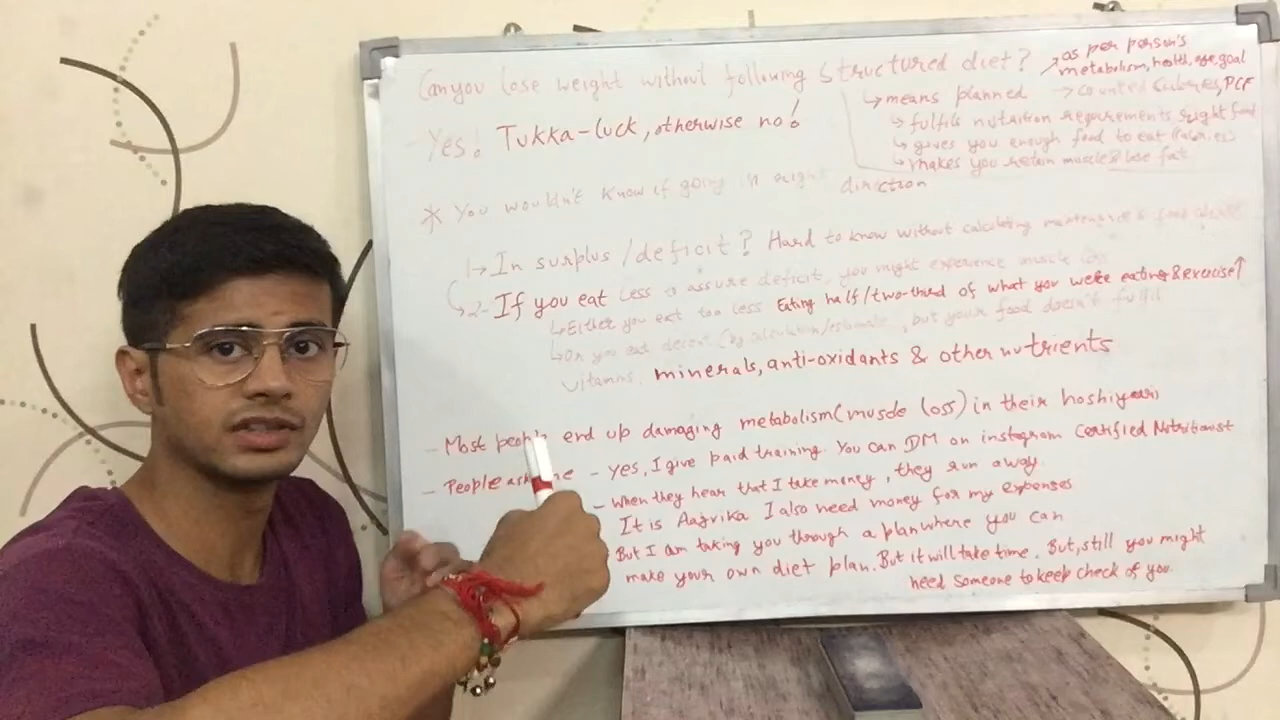 Can you lose weight without following structured diet?
↗ as per person's
metabolism, health, age, goal
↳ means planned → counted Calories, PCF
- Yes! Tukka-luck, otherwise no!
↳ fulfils nutrition requirements right food
↳ gives you enough food to eat (calories)
↳ makes you retain muscle & lose fat
* You wouldn't know if going in right direction
1→ In surplus/deficit? Hard to know without calculating maintenance & food
2- If you eat less to assure deficit, you might experience muscle loss
↳ Either you eat too less Eating half/two-third of what you were eating & exercise↑
↳ Or you eat decent (by calculation/estimate), but your food doesn't fulfil
vitamins, minerals, anti-oxidants & other nutrients
- Most people end up damaging metabolism (muscle loss) in their hoshiyari
- People ask me - yes, I give paid training. You can DM on instagram Certified Nutritionist
- When they hear that I take money, they run away.
It is Aajivika I also need money for my expenses
But I am taking you through a plan where you can
make your own diet plan. But it will take time. But, still you might
need someone to keep check of you.